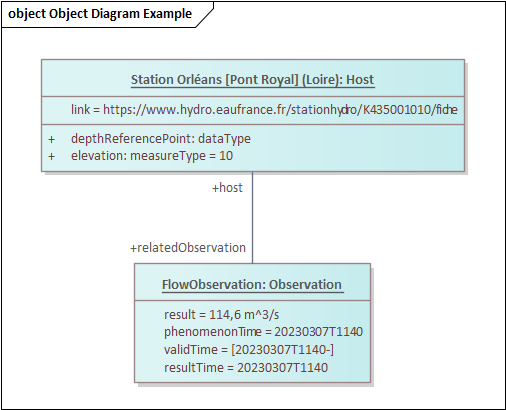 object Object Diagram Example
Station Orléans [Pont Royal] (Loire): Host
link = https://www.hydro.eaufrance.fr/stationhydro/K435001010/fiche
+ depthReferencePoint: dataType
+ elevation: measureType = 10
+host
+relatedObservation
FlowObservation: Observation
result = 114,6 m^3/s
phenomenonTime = 20230307T1140
validTime = [20230307T1140-]
resultTime = 20230307T1140